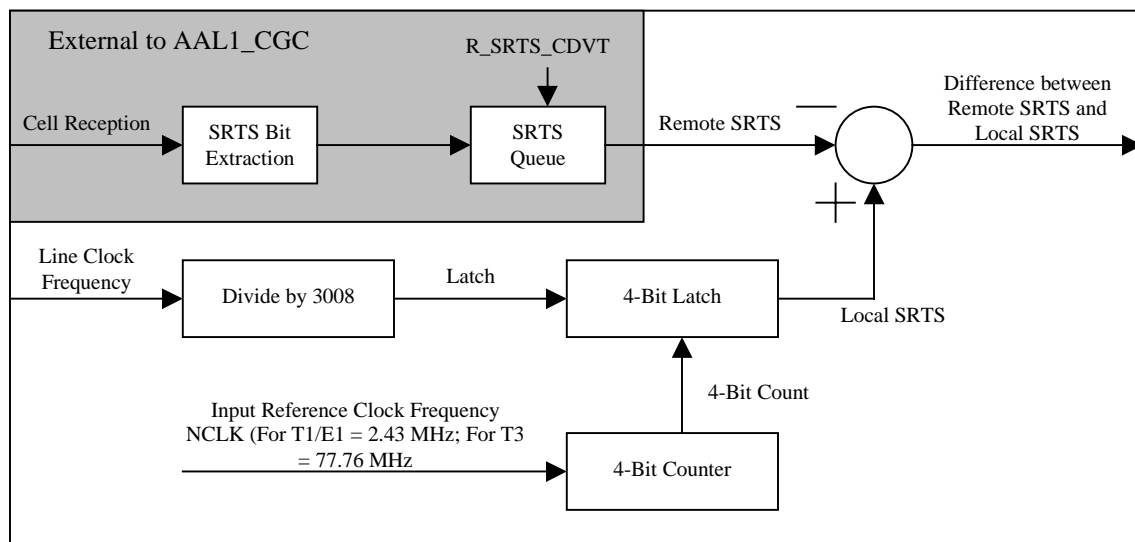 External to AAL1_CGC
R_SRTS_CDVT
Cell Reception
SRTS Bit
Extraction
SRTS
Queue
Remote SRTS
Difference between
Remote SRTS and
Local SRTS
Line Clock
Frequency
Divide by 3008
Latch
4-Bit Latch
Local SRTS
4-Bit Count
Input Reference Clock Frequency
NCLK (For T1/E1 = 2.43 MHz; For T3
= 77.76 MHz
4-Bit Counter